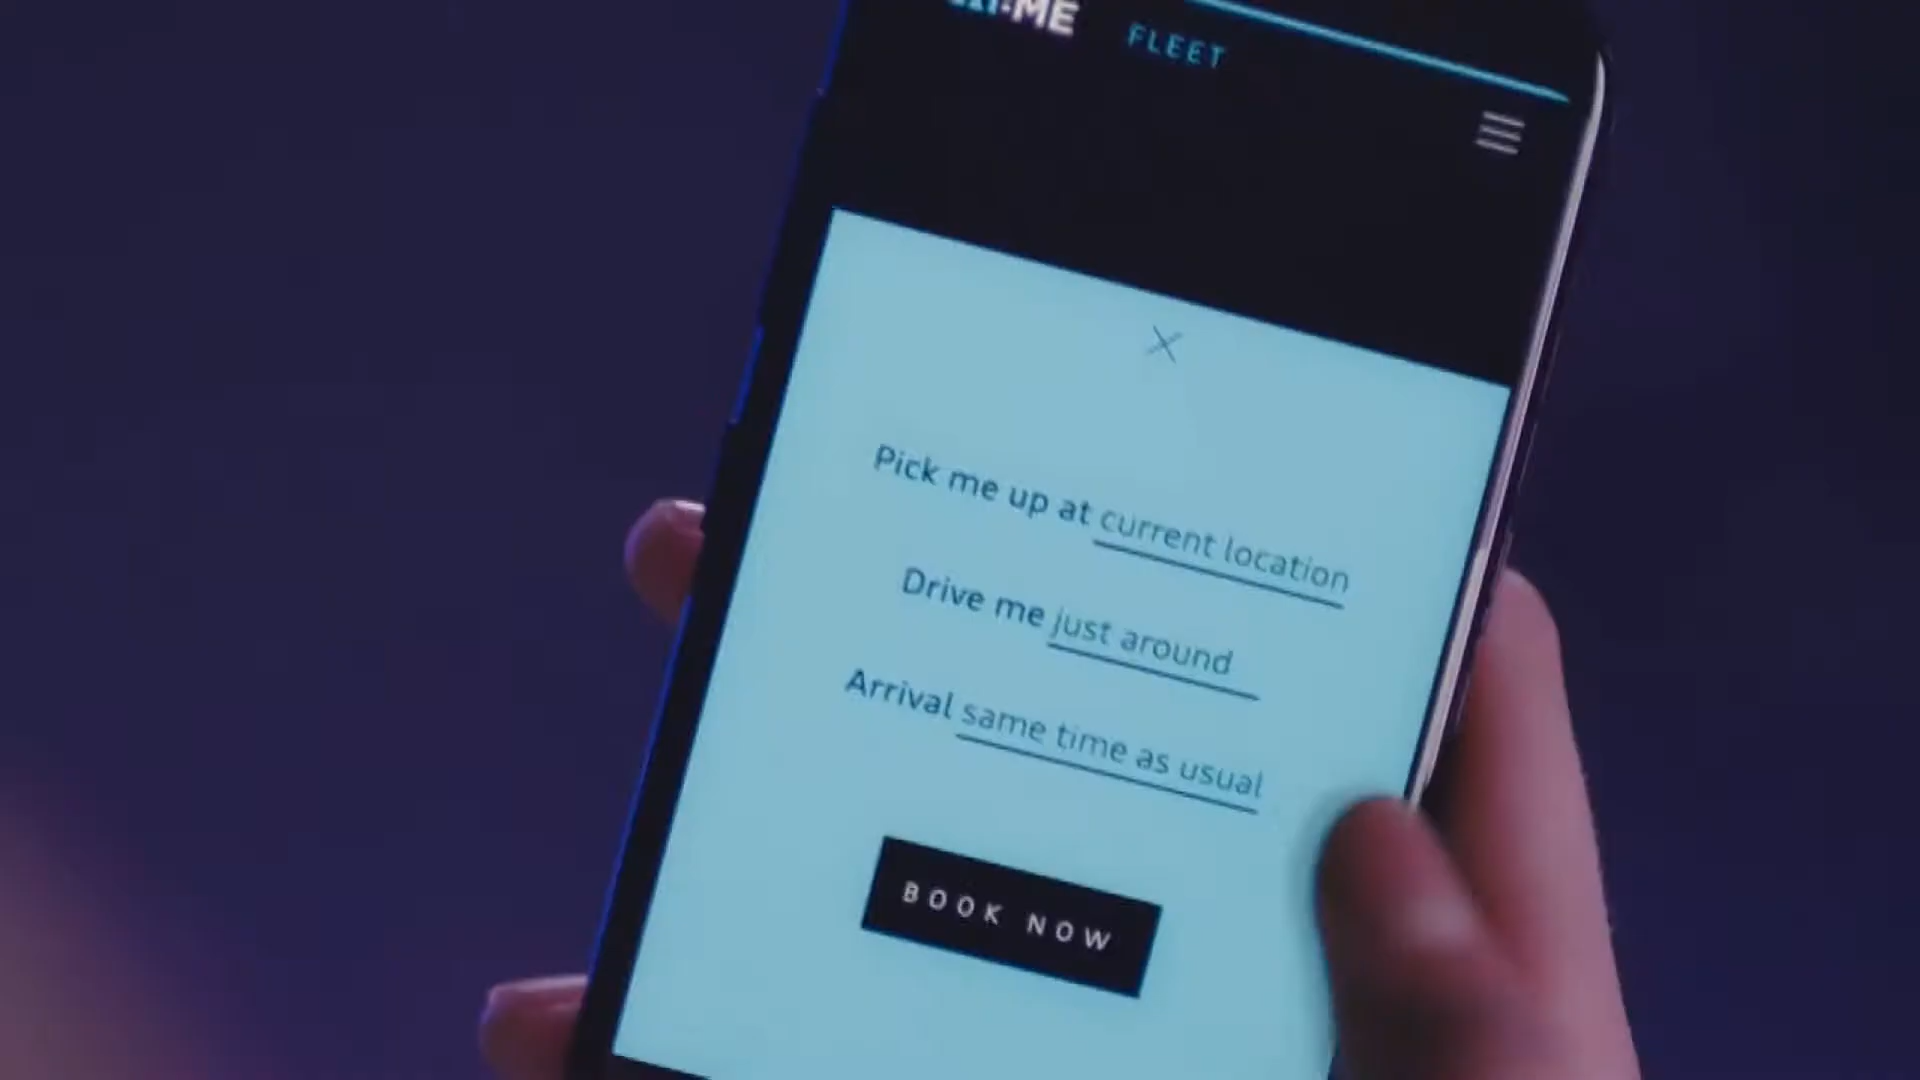 FLEET
Pick me up at current location
Drive me just around
Arrival same time as usual
BOOK NOW